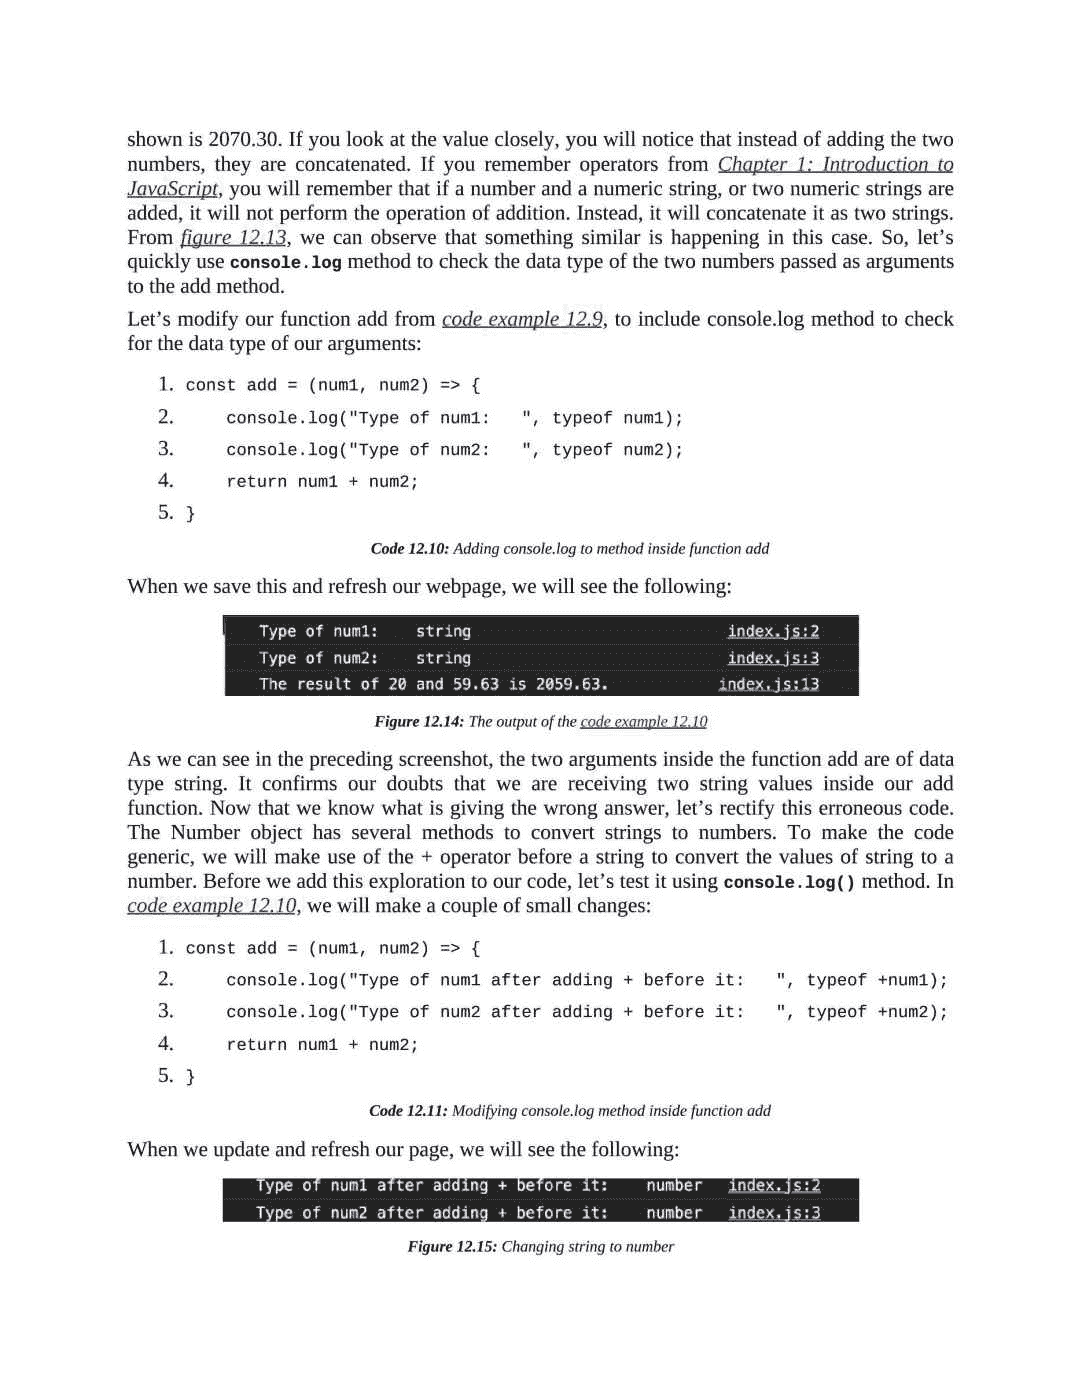 shown is 2070.30. If you look at the value closely, you will notice that instead of adding the two
numbers, they are concatenated. If you remember operators from Chapter 1: Introduction to
JavaScript, you will remember that if a number and a numeric string, or two numeric strings are
added, it will not perform the operation of addition. Instead, it will concatenate it as two strings.
From figure 12.13, we can observe that something similar is happening in this case. So, let’s
quickly use console.log method to check the data type of the two numbers passed as arguments
to the add method.
Let’s modify our function add from code example 12.9, to include console.log method to check
for the data type of our arguments:
1. const add = (num1, num2) => {
2.     console.log("Type of num1:   ", typeof num1);
3.     console.log("Type of num2:   ", typeof num2);
4.     return num1 + num2;
5. }
Code 12.10: Adding console.log to method inside function add
When we save this and refresh our webpage, we will see the following:
Type of num1:    string    index.js:2
Type of num2:    string    index.js:3
The result of 20 and 59.63 is 2059.63.    index.js:13
Figure 12.14: The output of the code example 12.10
As we can see in the preceding screenshot, the two arguments inside the function add are of data
type string. It confirms our doubts that we are receiving two string values inside our add
function. Now that we know what is giving the wrong answer, let’s rectify this erroneous code.
The Number object has several methods to convert strings to numbers. To make the code
generic, we will make use of the + operator before a string to convert the values of string to a
number. Before we add this exploration to our code, let’s test it using console.log() method. In
code example 12.10, we will make a couple of small changes:
1. const add = (num1, num2) => {
2.     console.log("Type of num1 after adding + before it:   ", typeof +num1);
3.     console.log("Type of num2 after adding + before it:   ", typeof +num2);
4.     return num1 + num2;
5. }
Code 12.11: Modifying console.log method inside function add
When we update and refresh our page, we will see the following:
Type of num1 after adding + before it:    number    index.js:2
Type of num2 after adding + before it:    number    index.js:3
Figure 12.15: Changing string to number